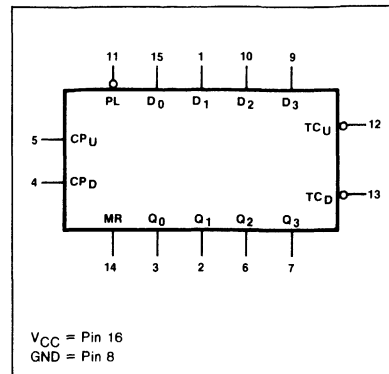 11 15 1 10 9
PL D0 D1 D2 D3
TCU 12
5 CPU
4 CPD
TCD 13
MR Q0 Q1 Q2 Q3
14 3 2 6 7
VCC = Pin 16
GND = Pin 8